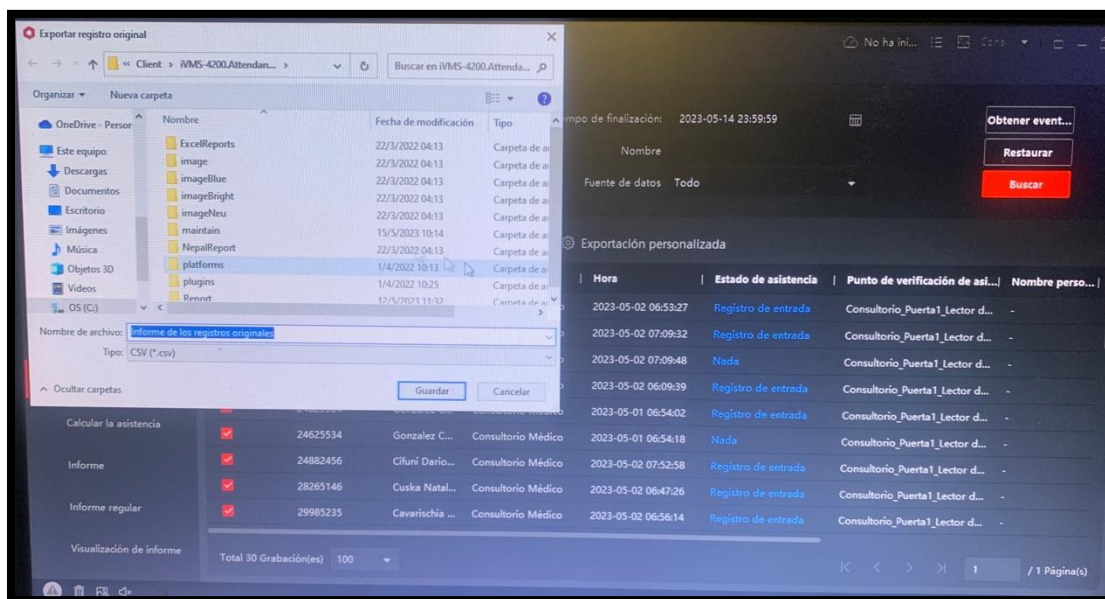 Exportar registro original
« Client > iVMS-4200.Attendan... >
Buscar en iVMS-4200.Attenda...
Organizar
Nueva carpeta
OneDrive - Persor
Este equipo
Descargas
Documentos
Escritorio
Imágenes
Música
Objetos 3D
Videos
OS (C:)
Nombre Fecha de modificación Tipo
ExcelReports 22/3/2022 04:13 Carpeta de a
image 22/3/2022 04:13 Carpeta de a
imageBlue 22/3/2022 04:13 Carpeta de a
imageBright 22/3/2022 04:13 Carpeta de a
imageNeu 22/3/2022 04:13 Carpeta de a
maintain 15/5/2023 10:14 Carpeta de a
NepalReport 22/3/2022 04:13 Carpeta de a
platforms 1/4/2022 10:13 Carpeta de a
plugins 1/4/2022 10:25 Carpeta de a
Report 12/5/2023 11:32 Carpeta de a
Nombre de archivo: Informe de los registros originales
Tipo: CSV (*.csv)
Ocultar carpetas
Guardar
Cancelar
No ha ini...
mpo de finalización: 2023-05-14 23:59:59
Obtener event...
Nombre
Restaurar
Fuente de datos Todo
Buscar
Exportación personalizada
Hora | Estado de asistencia | Punto de verificación de asi... | Nombre perso... |
2023-05-02 06:53:27 Registro de entrada Consultorio_Puerta1_Lector d... -
2023-05-02 07:09:32 Registro de entrada Consultorio_Puerta1_Lector d... -
2023-05-02 07:09:48 Nada Consultorio_Puerta1_Lector d... -
2023-05-02 06:09:39 Registro de entrada Consultorio_Puerta1_Lector d... -
2023-05-01 06:54:02 Registro de entrada Consultorio_Puerta1_Lector d... -
24625534 Gonzalez C... Consultorio Médico 2023-05-01 06:54:18 Nada Consultorio_Puerta1_Lector d... -
24882456 Cifuni Dario... Consultorio Médico 2023-05-02 07:52:58 Registro de entrada Consultorio_Puerta1_Lector d... -
28265146 Cuska Natal... Consultorio Médico 2023-05-02 06:47:26 Registro de entrada Consultorio_Puerta1_Lector d... -
29985235 Cavarischia ... Consultorio Médico 2023-05-02 06:56:14 Registro de entrada Consultorio_Puerta1_Lector d... -
Calcular la asistencia
Informe
Informe regular
Visualización de informe
Total 30 Grabación(es) 100
1 / 1 Página(s)